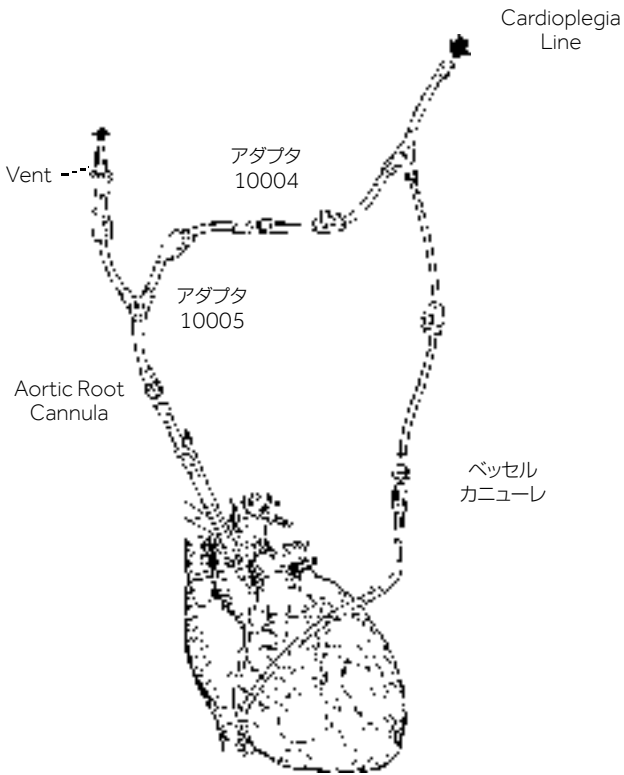 Cardioplegia
Line
アダプタ
10004
Vent
アダプタ
10005
Aortic Root
Cannula
ベッセル
カニューレ